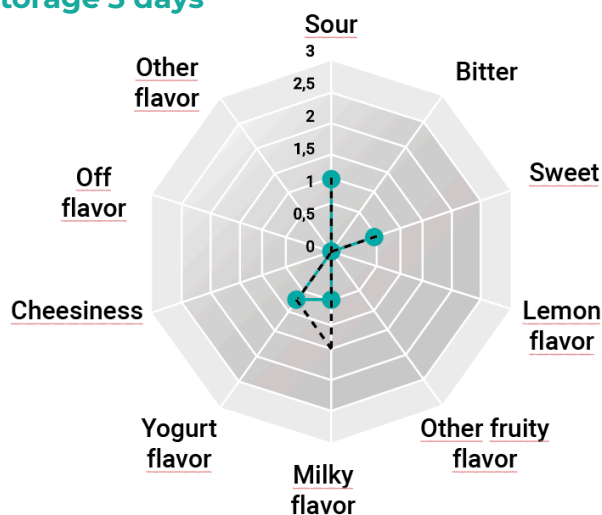 torage 3 days
Sour
3
2,5
2
1,5
1
0,5
0
Bitter
Sweet
Lemon
flavor
Other fruity
flavor
Milky
flavor
Yogurt
flavor
Cheesiness
Off
flavor
Other
flavor